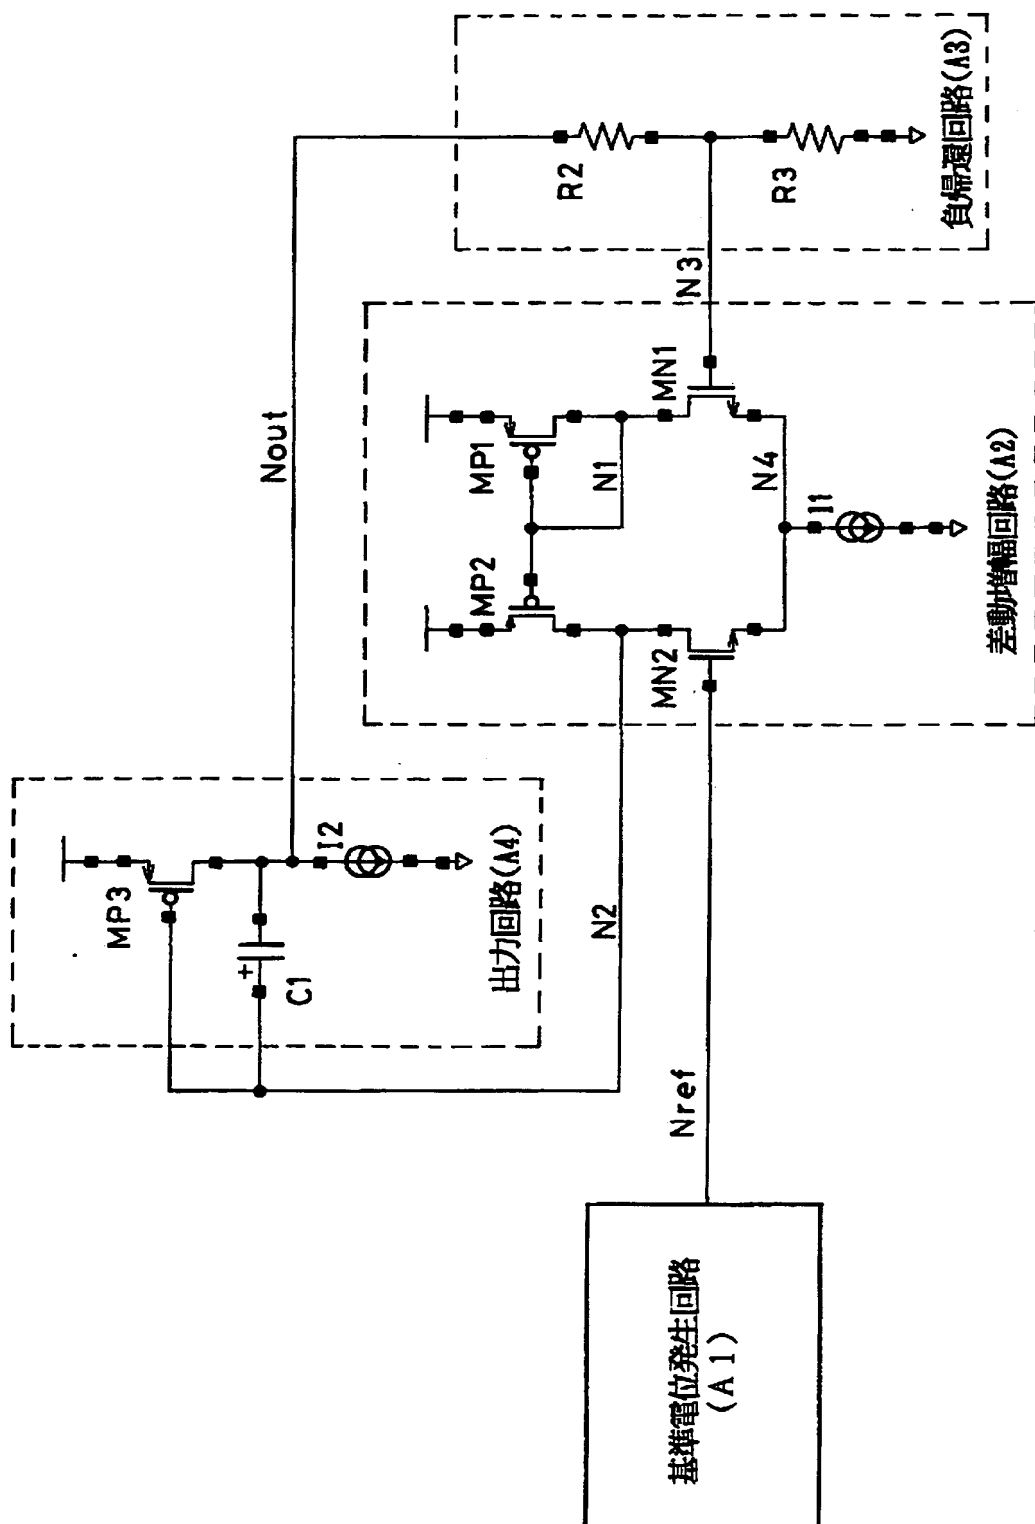 負帰還回路(A3)
R2
R3
N3
Nout
MP1
MP2
N1
MN1
MN2
N4
I1
差動増幅回路(A2)
MP3
+
C1
I2
出力回路(A4)
N2
Nref
基準電位発生回路
(A1)